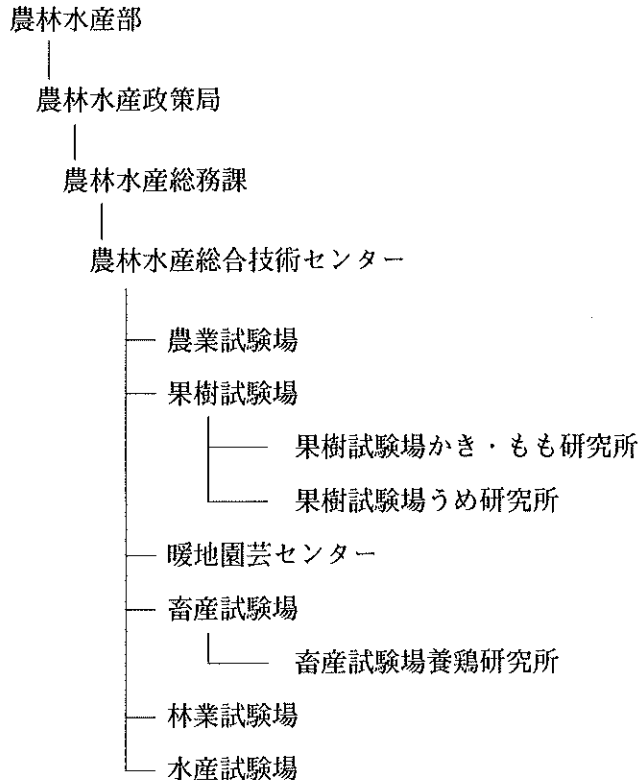 農林水産部
農林水産政策局
農林水産総務課
農林水産総合技術センター
農業試験場
果樹試験場
果樹試験場かき・もも研究所
果樹試験場うめ研究所
暖地園芸センター
畜産試験場
畜産試験場養鶏研究所
林業試験場
水産試験場